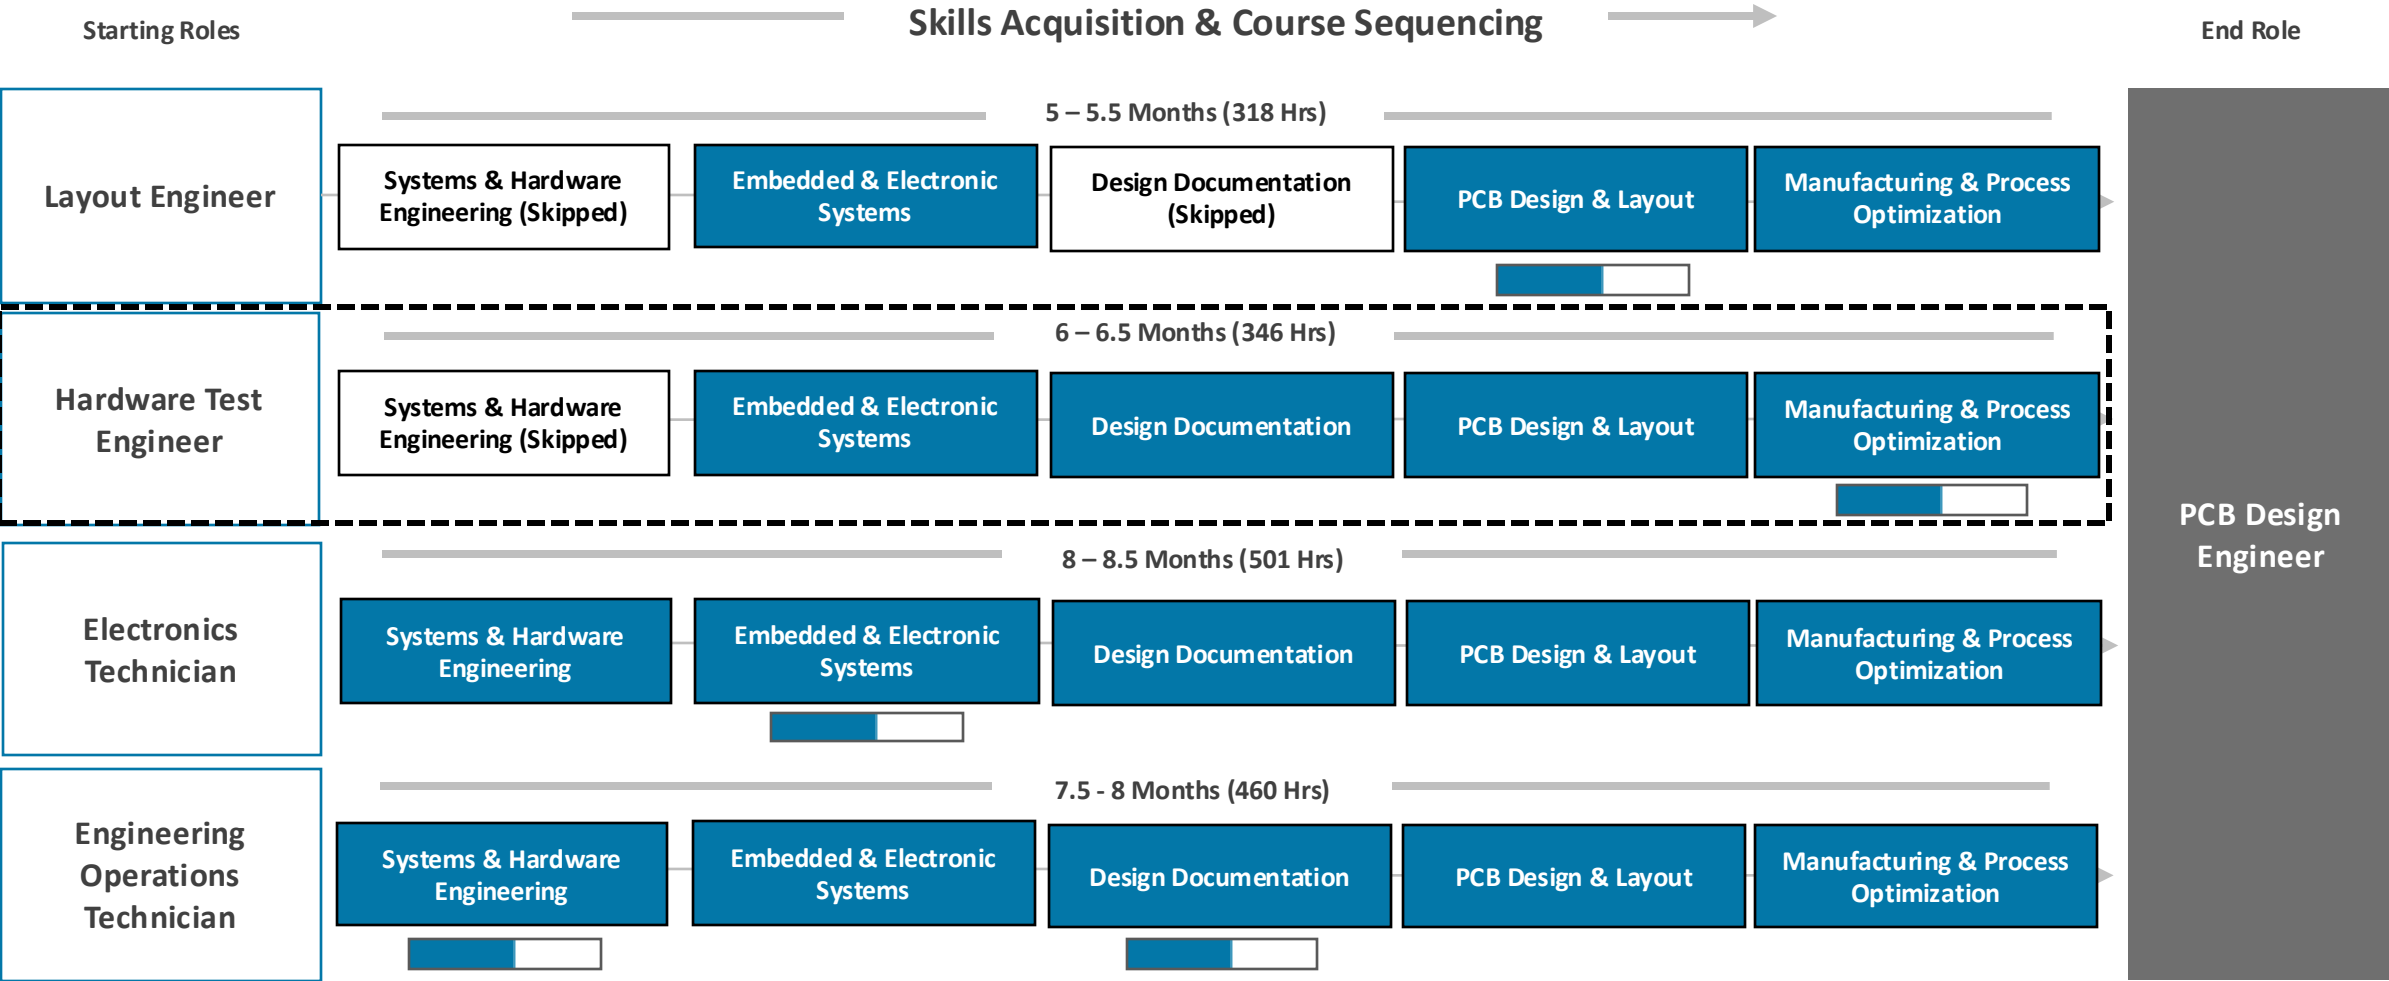 Starting Roles
Skills Acquisition & Course Sequencing
End Role
5 – 5.5 Months (318 Hrs)
Layout Engineer
Systems & Hardware
Engineering (Skipped)
Embedded & Electronic
Systems
Design Documentation
(Skipped)
PCB Design & Layout
Manufacturing & Process
Optimization
6 – 6.5 Months (346 Hrs)
Hardware Test
Engineer
Systems & Hardware
Engineering (Skipped)
Embedded & Electronic
Systems
Design Documentation
PCB Design & Layout
Manufacturing & Process
Optimization
PCB Design
Engineer
8 – 8.5 Months (501 Hrs)
Electronics
Technician
Systems & Hardware
Engineering
Embedded & Electronic
Systems
Design Documentation
PCB Design & Layout
Manufacturing & Process
Optimization
7.5 - 8 Months (460 Hrs)
Engineering
Operations
Technician
Systems & Hardware
Engineering
Embedded & Electronic
Systems
Design Documentation
PCB Design & Layout
Manufacturing & Process
Optimization